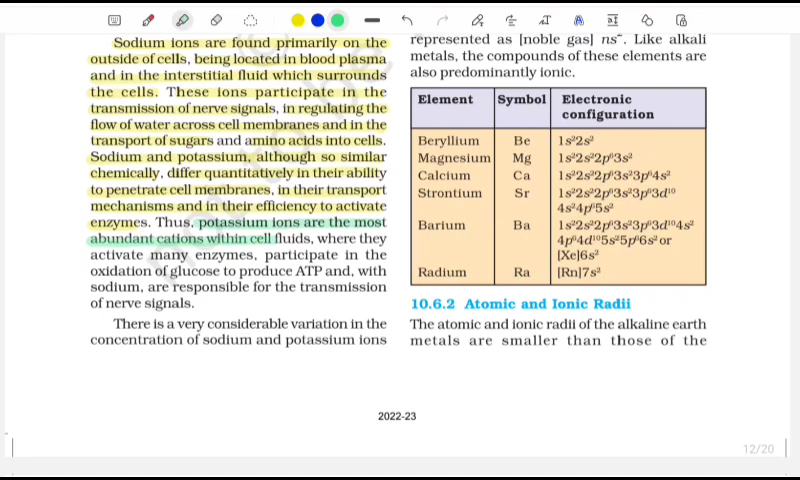 Sodium ions are found primarily on the
outside of cells, being located in blood plasma
and in the interstitial fluid which surrounds
the cells. These ions participate in the
transmission of nerve signals, in regulating the
flow of water across cell membranes and in the
transport of sugars and amino acids into cells.
Sodium and potassium, although so similar
chemically, differ quantitatively in their ability
to penetrate cell membranes, in their transport
mechanisms and in their efficiency to activate
enzymes. Thus, potassium ions are the most
abundant cations within cell fluids, where they
activate many enzymes, participate in the
oxidation of glucose to produce ATP and, with
sodium, are responsible for the transmission
of nerve signals.
There is a very considerable variation in the
concentration of sodium and potassium ions
represented as [noble gas] ns². Like alkali
metals, the compounds of these elements are
also predominantly ionic.
Element Symbol Electronic
configuration
Beryllium Be 1s²2s²
Magnesium Mg 1s²2s²2p⁶3s²
Calcium Ca 1s²2s²2p⁶3s²3p⁶4s²
Strontium Sr 1s²2s²2p⁶3s²3p⁶3d¹⁰
4s²4p⁶5s²
Barium Ba 1s²2s²2p⁶3s²3p⁶3d¹⁰4s²
4p⁶4d¹⁰5s²5p⁶6s² or
[Xe]6s²
Radium Ra [Rn]7s²
10.6.2 Atomic and Ionic Radii
The atomic and ionic radii of the alkaline earth
metals are smaller than those of the
2022-23
12/20